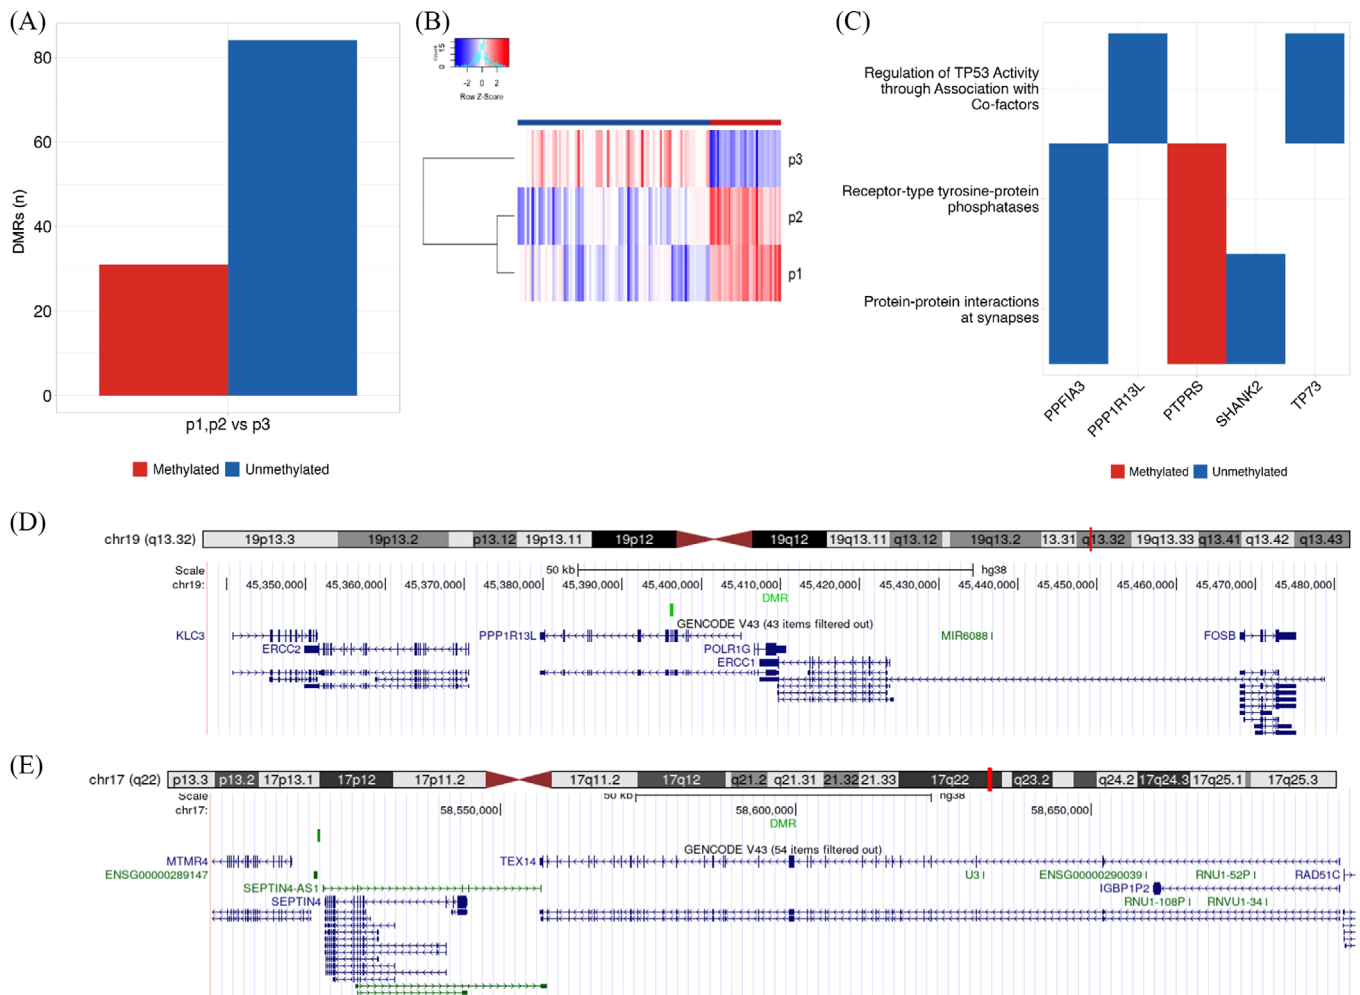 (A)
80
60
40
20
0
DMRs (n)
p1,p2 vs p3
Methylated Unmethylated
(B)
Count
0 15
-2 0 2
Row Z-Score
p3
p2
p1
(C)
Regulation of TP53 Activity
through Association with
Co-factors
Receptor-type tyrosine-protein
phosphatases
Protein-protein interactions
at synapses
PPFIA3
PPP1R13L
PTPRS
SHANK2
TP73
Methylated Unmethylated
(D)
chr19 (q13.32) 19p13.3 19p13.2 p13.12 19p13.11 19p12 19q12 19q13.11 q13.12 19q13.2 13.31 q13.32 19q13.33 q13.41 q13.42 q13.43
Scale 50 kb hg38
chr19: 45,350,000 45,360,000 45,370,000 45,380,000 45,390,000 45,400,000 45,410,000 45,420,000 45,430,000 45,440,000 45,450,000 45,460,000 45,470,000 45,480,000
DMR
GENCODE V43 (43 items filtered out)
KLC3 PPP1R13L MIR6088 FOSB
ERCC2 POLR1G
ERCC1
(E)
chr17 (q22) p13.3 p13.2 17p13.1 17p12 17p11.2 17q11.2 17q12 q21.2 q21.31 21.32 21.33 17q22 q23.2 q24.2 17q24.3 17q25.1 17q25.3
Scale 50 kb hg38
chr17: 58,550,000 58,600,000 58,650,000
DMR
GENCODE V43 (54 items filtered out)
MTMR4 TEX14
ENSG00000289147 U3 ENSG00000290039 RNU1-52P RAD51C
SEPTIN4-AS1 IGBP1P2
SEPTIN4 RNU1-108P RNVU1-34